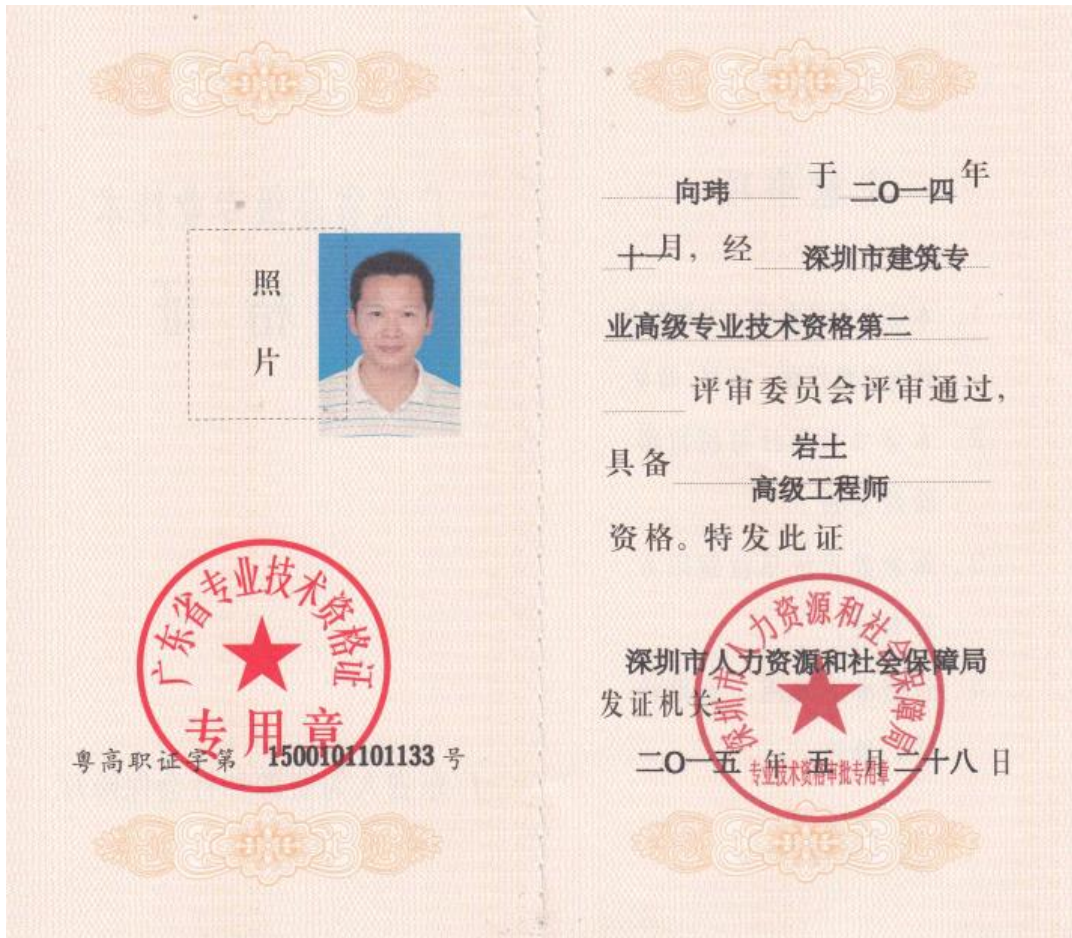 照
片
广东省专业技术资格证
专用章
粤高职证字第 1500101101133 号
向玮 于 二〇一四 年
十一月，经 深圳市建筑专
业高级专业技术资格第二
评审委员会评审通过，
具备 岩土
高级工程师
资格。特发此证
深圳市人力资源和社会保障局
深圳市人力资源和社会保障局
发证机关：
二〇一五 年 五 月 二十八 日
专业技术资格审批专用章